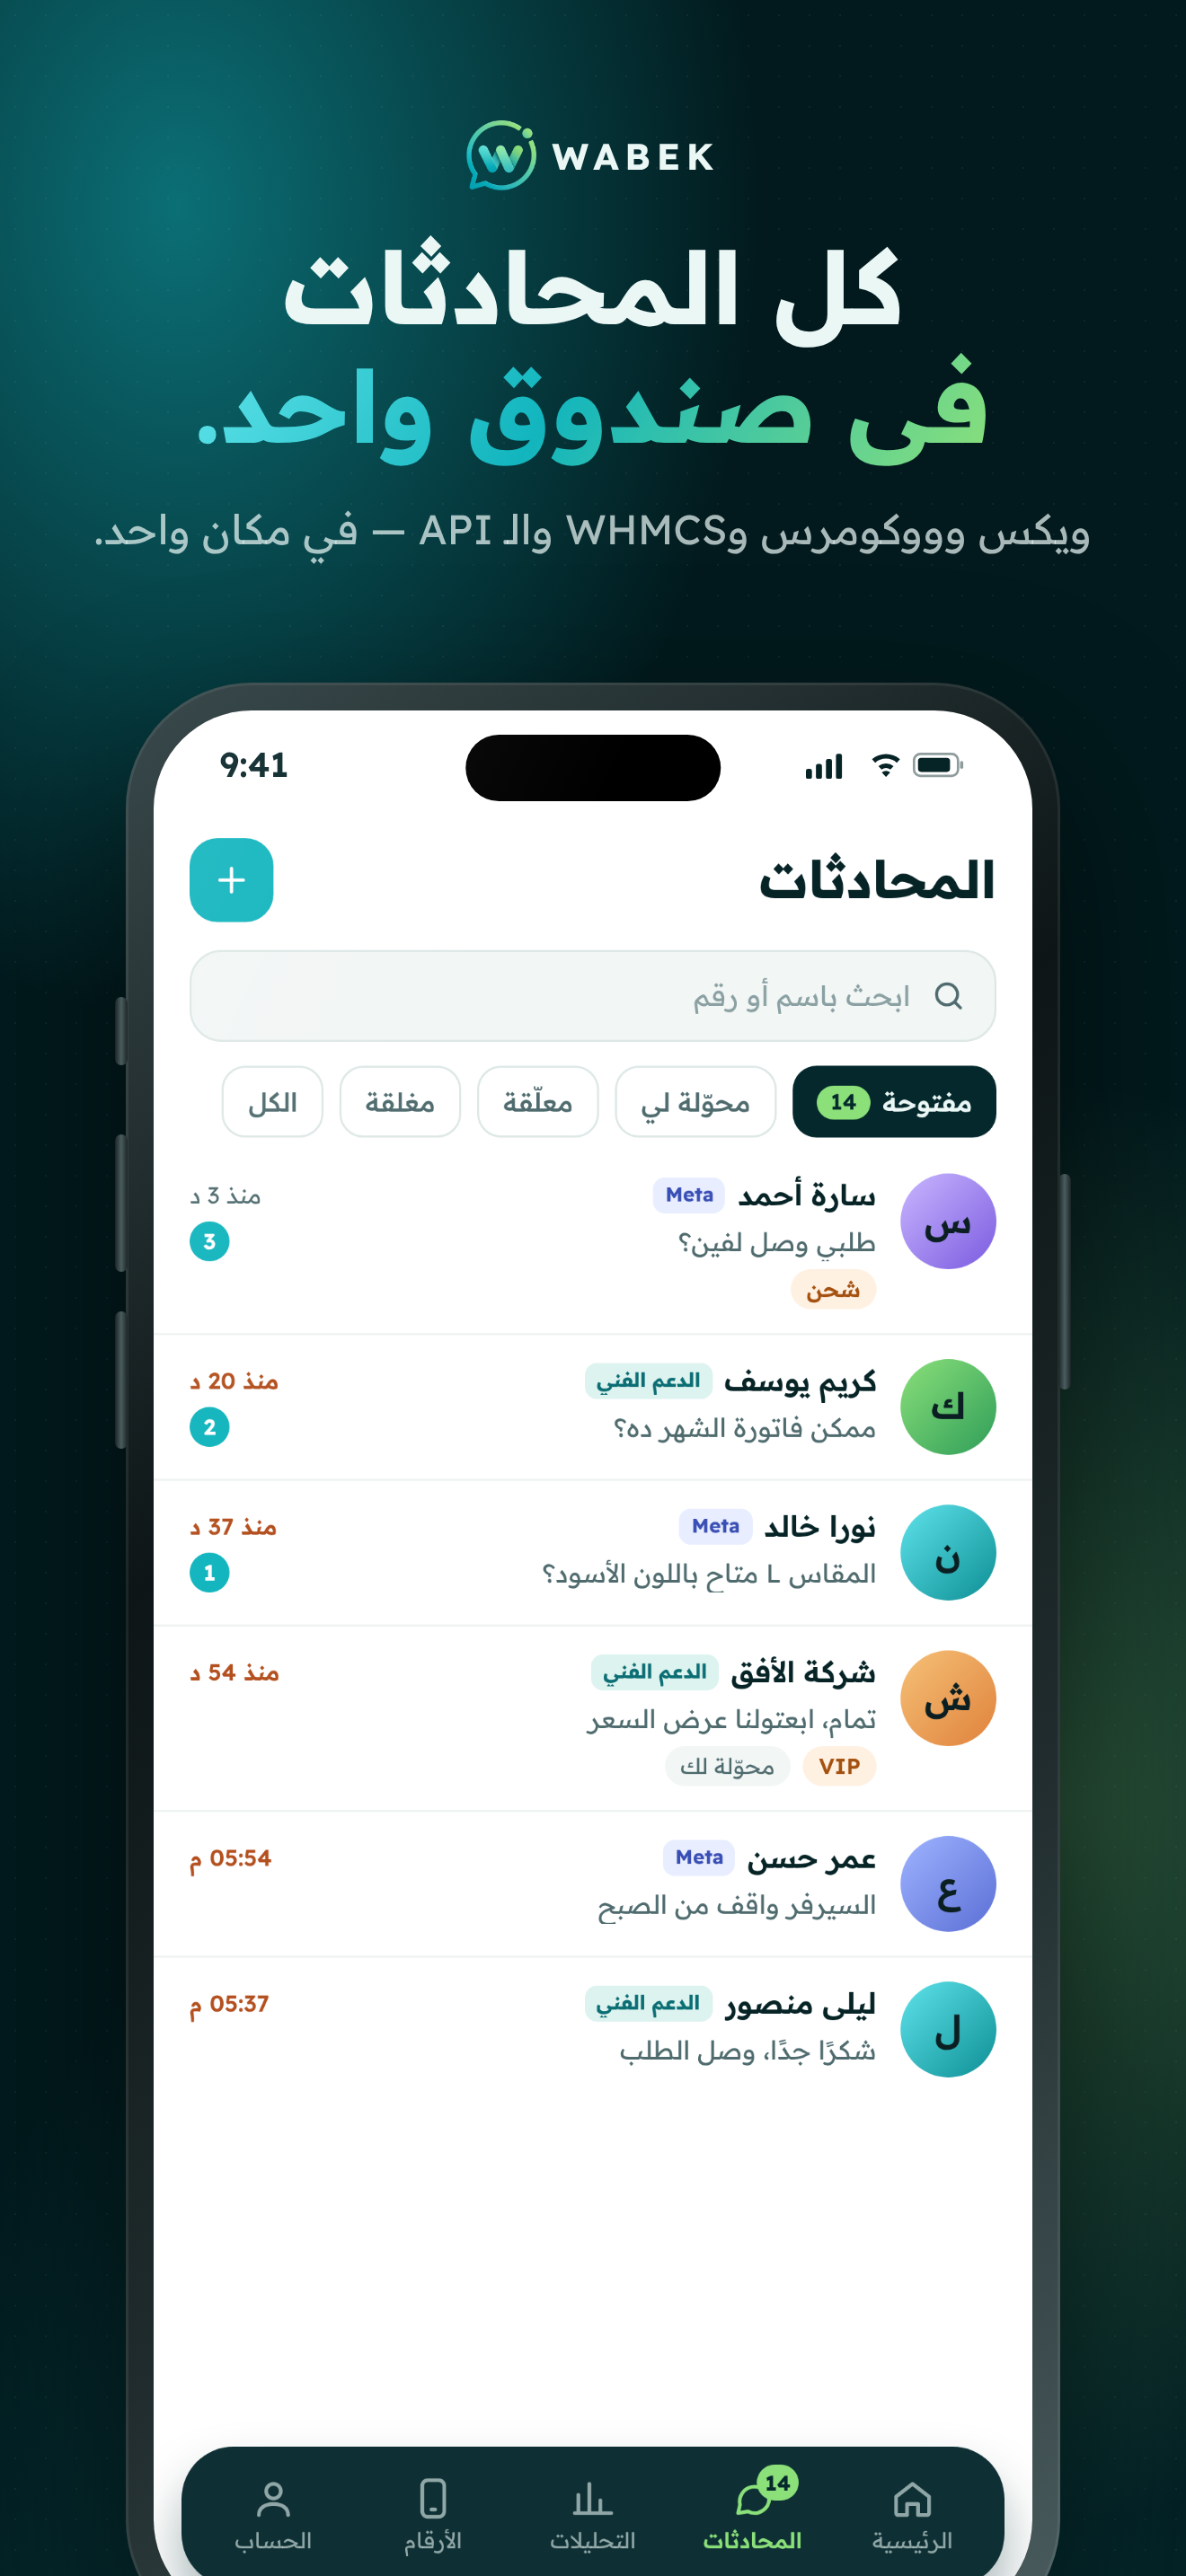 WABEK
كل المحادثات
في صندوق واحد.
ويكس وووكومرس وWHMCS والـ API — في مكان واحد.
9:41
المحادثات
ابحث باسم أو رقم
مفتوحة 14 محوّلة لي معلّقة مغلقة الكل
س سارة أحمد Meta منذ 3 د
طلبي وصل لفين؟ 3
شحن
ك كريم يوسف الدعم الفني منذ 20 د
ممكن فاتورة الشهر ده؟ 2
ن نورا خالد Meta منذ 37 د
المقاس L متاح باللون الأسود؟ 1
ش شركة الأفق الدعم الفني منذ 54 د
تمام، ابعتولنا عرض السعر
VIP محوّلة لك
ع عمر حسن Meta 05:54 م
السيرفر واقف من الصبح
ل ليلى منصور الدعم الفني 05:37 م
شكرًا جدًا، وصل الطلب
14
الرئيسية المحادثات التحليلات الأرقام الحساب